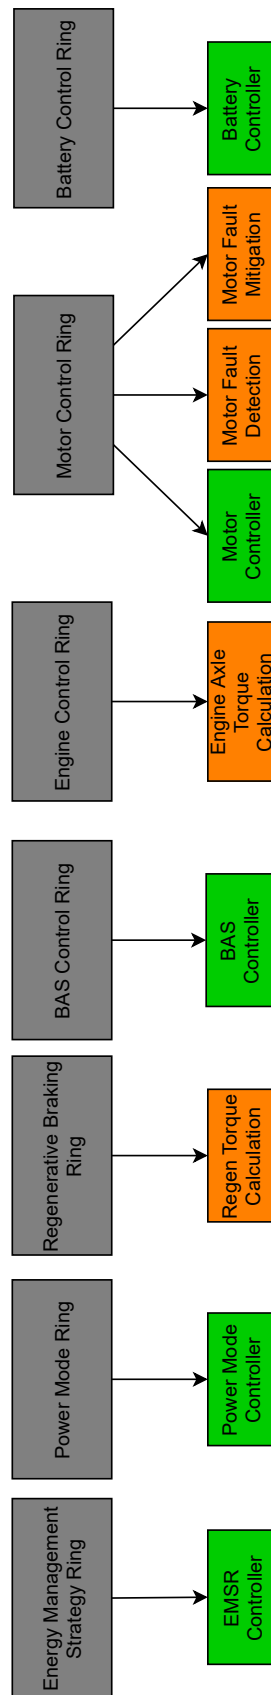 Energy Management
Strategy Ring
Power Mode Ring
Regenerative Braking
Ring
BAS Control Ring
Engine Control Ring
Motor Control Ring
Battery Control Ring
EMSR
Controller
Power Mode
Controller
Regen Torque
Calculation
BAS
Controller
Engine Axle
Torque
Calculation
Motor
Controller
Motor Fault
Detection
Motor Fault
Mitigation
Battery
Controller